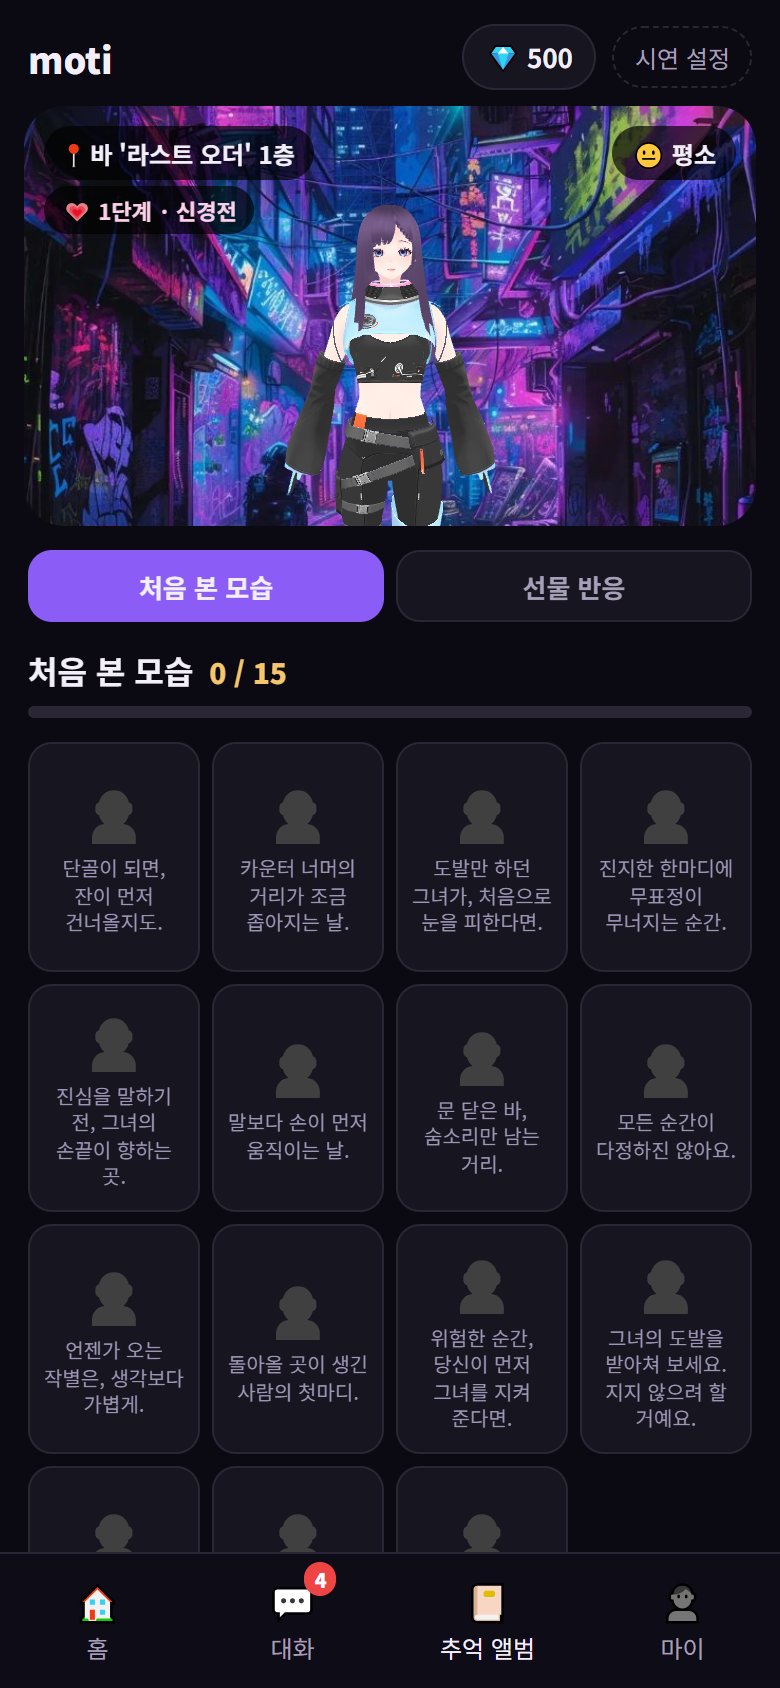 moti
500
시연 설정
바 '라스트 오더' 1층
평소
1단계 · 신경전
처음 본 모습
선물 반응
처음 본 모습 0 / 15
단골이 되면,
잔이 먼저
건너올지도.
카운터 너머의
거리가 조금
좁아지는 날.
도발만 하던
그녀가, 처음으로
눈을 피한다면.
진지한 한마디에
무표정이
무너지는 순간.
진심을 말하기
전, 그녀의
손끝이 향하는
곳.
말보다 손이 먼저
움직이는 날.
문 닫은 바,
숨소리만 남는
거리.
모든 순간이
다정하진 않아요.
언젠가 오는
작별은, 생각보다
가볍게.
돌아올 곳이 생긴
사람의 첫마디.
위험한 순간,
당신이 먼저
그녀를 지켜
준다면.
그녀의 도발을
받아쳐 보세요.
지지 않으려 할
거예요.
4
홈
대화
추억 앨범
마이